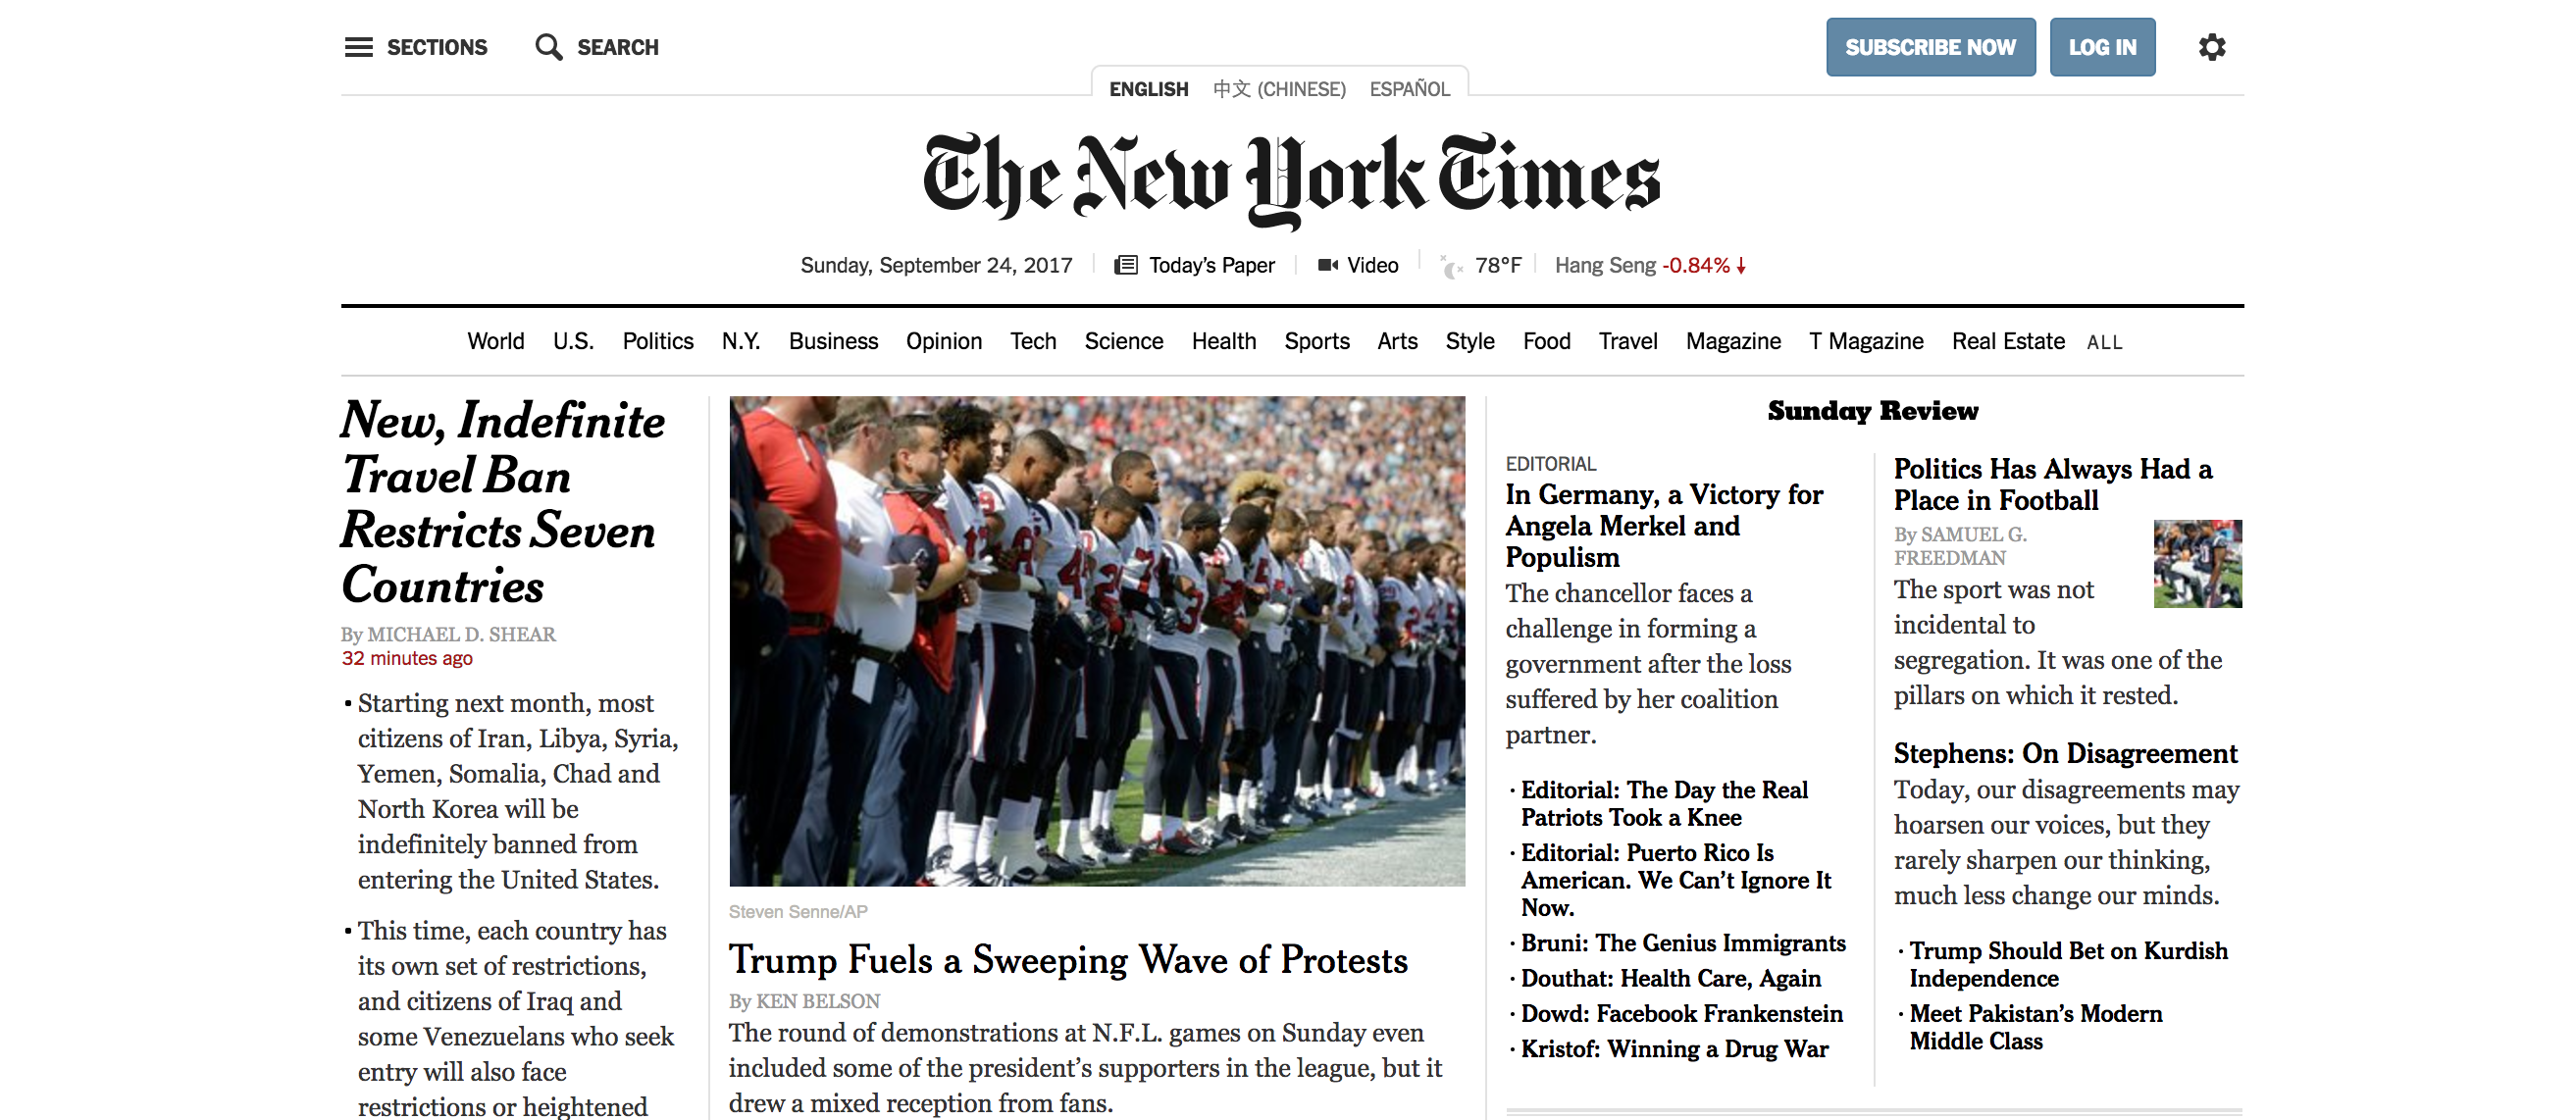 SECTIONS
SEARCH
SUBSCRIBE NOW
LOG IN
ENGLISH 中文 (CHINESE) ESPAÑOL
The New York Times
Sunday, September 24, 2017
Today’s Paper
Video
78°F
Hang Seng -0.84% ↓
World U.S. Politics N.Y. Business Opinion Tech Science Health Sports Arts Style Food Travel Magazine T Magazine Real Estate ALL
New, Indefinite
Travel Ban
Restricts Seven
Countries
By MICHAEL D. SHEAR
32 minutes ago
• Starting next month, most
citizens of Iran, Libya, Syria,
Yemen, Somalia, Chad and
North Korea will be
indefinitely banned from
entering the United States.
• This time, each country has
its own set of restrictions,
and citizens of Iraq and
some Venezuelans who seek
entry will also face
restrictions or heightened
Steven Senne/AP
Trump Fuels a Sweeping Wave of Protests
By KEN BELSON
The round of demonstrations at N.F.L. games on Sunday even
included some of the president’s supporters in the league, but it
drew a mixed reception from fans.
Sunday Review
EDITORIAL
In Germany, a Victory for
Angela Merkel and
Populism
The chancellor faces a
challenge in forming a
government after the loss
suffered by her coalition
partner.
· Editorial: The Day the Real
Patriots Took a Knee
· Editorial: Puerto Rico Is
American. We Can’t Ignore It
Now.
· Bruni: The Genius Immigrants
· Douthat: Health Care, Again
· Dowd: Facebook Frankenstein
· Kristof: Winning a Drug War
Politics Has Always Had a
Place in Football
By SAMUEL G.
FREEDMAN
The sport was not
incidental to
segregation. It was one of the
pillars on which it rested.
Stephens: On Disagreement
Today, our disagreements may
hoarsen our voices, but they
rarely sharpen our thinking,
much less change our minds.
· Trump Should Bet on Kurdish
Independence
· Meet Pakistan’s Modern
Middle Class